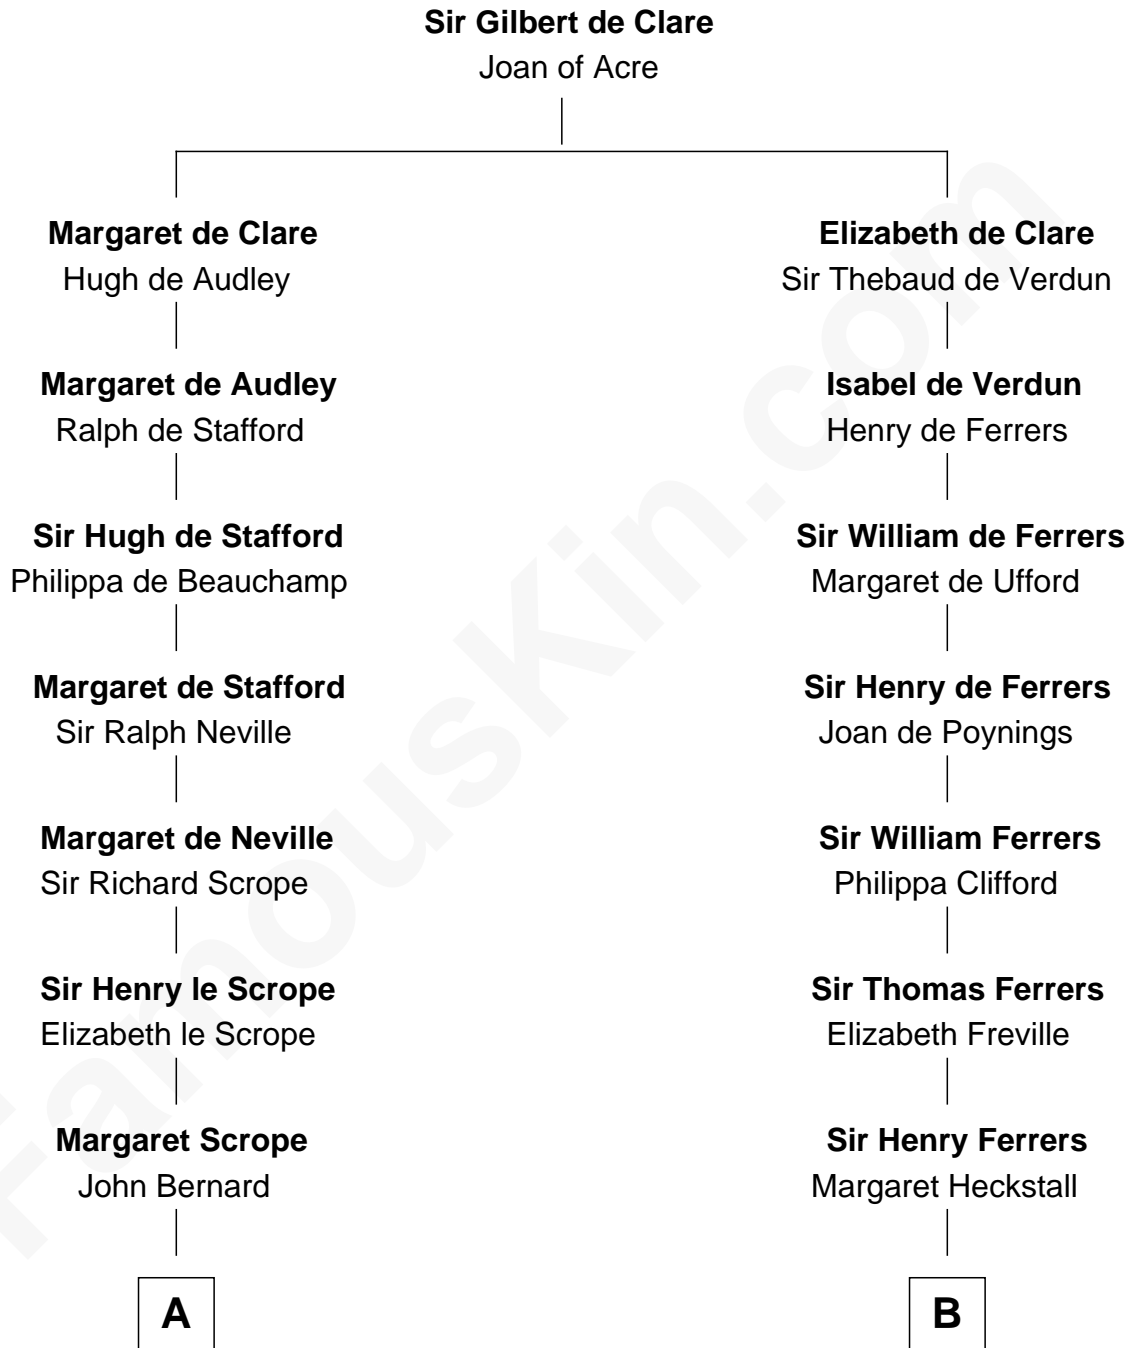 Sir Gilbert de Clare
Joan of Acre
Margaret de Clare
Hugh de Audley
Elizabeth de Clare
Sir Thebaud de Verdun
Margaret de Audley
Ralph de Stafford
Isabel de Verdun
Henry de Ferrers
Sir Hugh de Stafford
Philippa de Beauchamp
Sir William de Ferrers
Margaret de Ufford
Margaret de Stafford
Sir Ralph Neville
Sir Henry de Ferrers
Joan de Poynings
Margaret de Neville
Sir Richard Scrope
Sir William Ferrers
Philippa Clifford
Sir Henry le Scrope
Elizabeth le Scrope
Sir Thomas Ferrers
Elizabeth Freville
Margaret Scrope
John Bernard
Sir Henry Ferrers
Margaret Heckstall
A
B
FamousKin.com